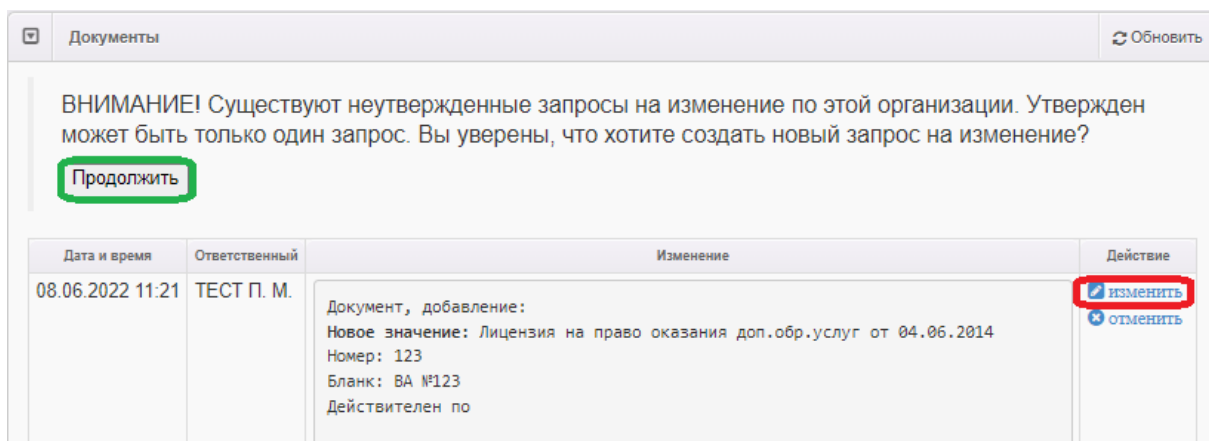 Документы
Обновить
ВНИМАНИЕ! Существуют неутвержденные запросы на изменение по этой организации. Утвержден
может быть только один запрос. Вы уверены, что хотите создать новый запрос на изменение?
Продолжить
Дата и время Ответственный Изменение Действие
08.06.2022 11:21 ТЕСТ П. М.
Документ, добавление:
Новое значение: Лицензия на право оказания доп.обр.услуг от 04.06.2014
Номер: 123
Бланк: ВА №123
Действителен по
изменить
отменить